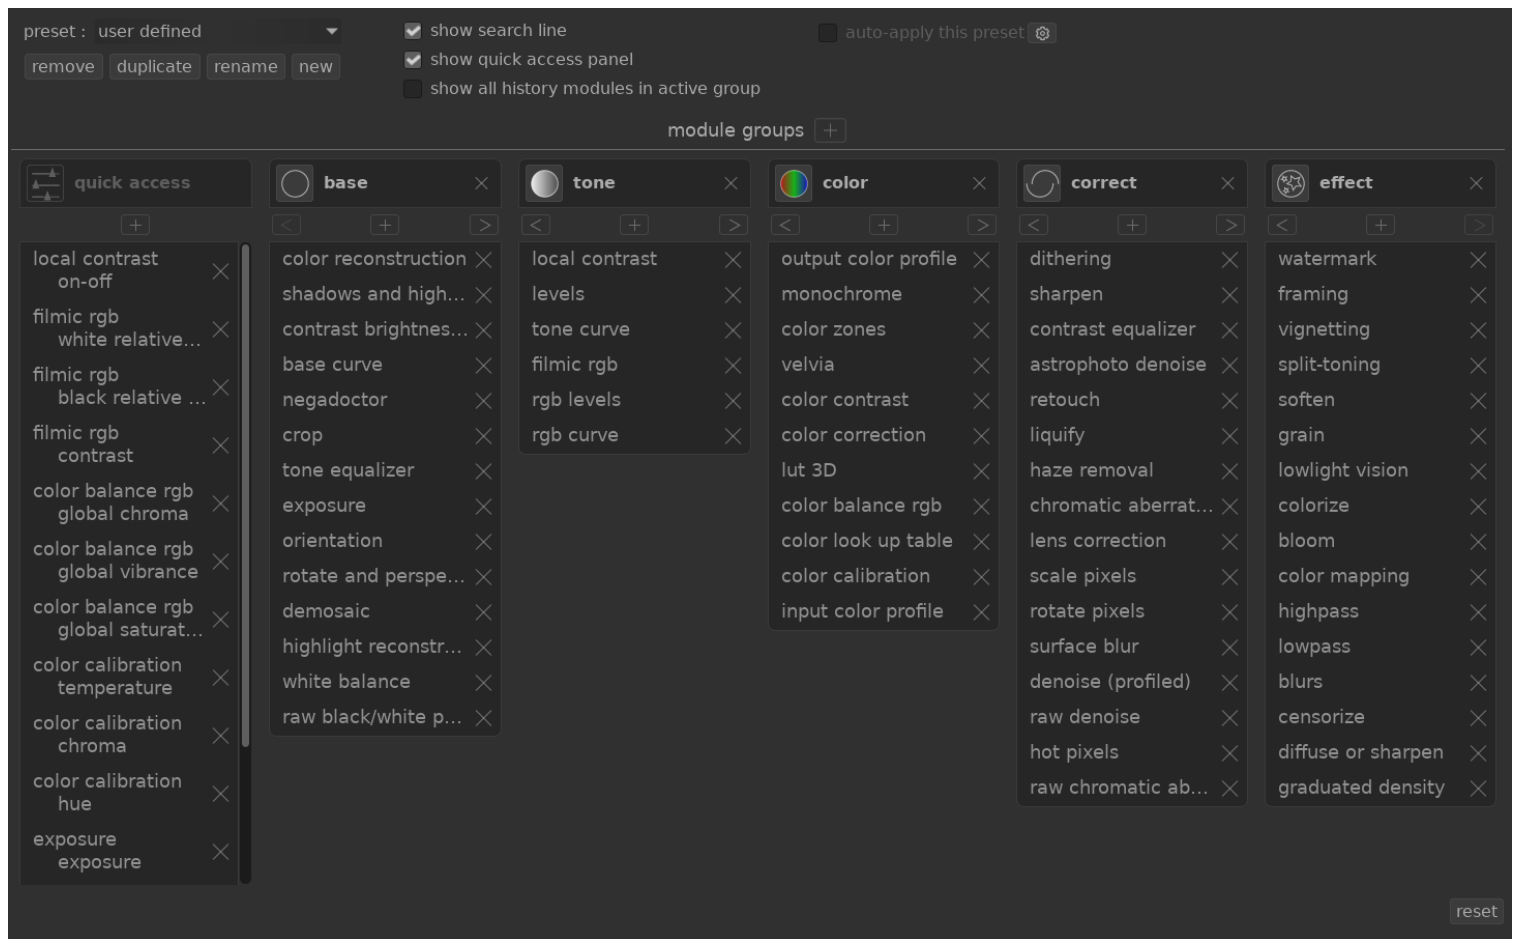 preset : user defined
remove duplicate rename new
show search line
show quick access panel
show all history modules in active group
auto-apply this preset
module groups +
quick access
+
local contrast
on-off
filmic rgb
white relative...
filmic rgb
black relative ...
filmic rgb
contrast
color balance rgb
global chroma
color balance rgb
global vibrance
color balance rgb
global saturat...
color calibration
temperature
color calibration
chroma
color calibration
hue
exposure
exposure
base
< + >
color reconstruction
shadows and high...
contrast brightnes...
base curve
negadoctor
crop
tone equalizer
exposure
orientation
rotate and perspe...
demosaic
highlight reconstr...
white balance
raw black/white p...
tone
< + >
local contrast
levels
tone curve
filmic rgb
rgb levels
rgb curve
color
< + >
output color profile
monochrome
color zones
velvia
color contrast
color correction
lut 3D
color balance rgb
color look up table
color calibration
input color profile
correct
< + >
dithering
sharpen
contrast equalizer
astrophoto denoise
retouch
liquify
haze removal
chromatic aberrat...
lens correction
scale pixels
rotate pixels
surface blur
denoise (profiled)
raw denoise
hot pixels
raw chromatic ab...
effect
< + >
watermark
framing
vignetting
split-toning
soften
grain
lowlight vision
colorize
bloom
color mapping
highpass
lowpass
blurs
censorize
diffuse or sharpen
graduated density
reset